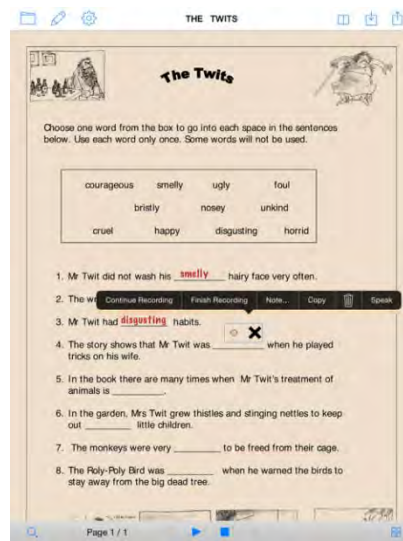 THE TWITS
The Twits
Choose one word from the box to go into each space in the sentences
below. Use each word only once. Some words will not be used.
courageous smelly ugly foul
bristly nosey unkind
cruel happy disgusting horrid
1. Mr Twit did not wash his smelly hairy face very often.
2. The
Continue Recording Finish Recording Note... Copy Speak
3. Mr Twit had disgusting habits.
4. The story shows that Mr Twit was ________ when he played
tricks on his wife.
5. In the book there are many times when Mr Twit's treatment of
animals is ________.
6. In the garden, Mrs Twit grew thistles and stinging nettles to keep
out ________ little children.
7. The monkeys were very ________ to be freed from their cage.
8. The Roly-Poly Bird was ________ when he warned the birds to
stay away from the big dead tree.
Page 1 / 1